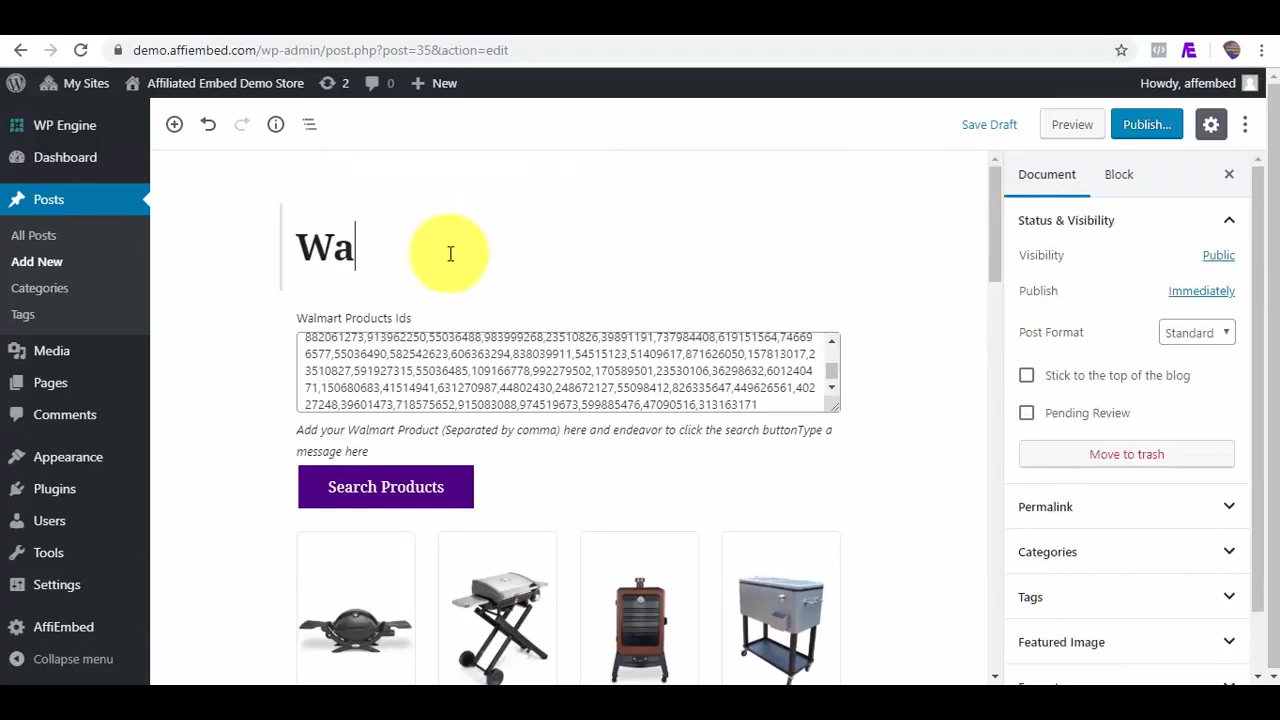 demo.affiembed.com/wp-admin/post.php?post=35&action=edit
My Sites Affiliated Embed Demo Store 2 0 New Howdy, affembed
WP Engine
Dashboard
Posts
All Posts
Add New
Categories
Tags
Media
Pages
Comments
Appearance
Plugins
Users
Tools
Settings
AffiEmbed
Collapse menu
Save Draft Preview Publish...
Wa
Walmart Products Ids
882061273,913962250,55036488,983999268,23510826,39891191,737984408,619151564,74669
6577,55036490,582542623,606363294,838039911,54515123,51409617,871626050,157813017,2
3510827,591927315,55036485,109166778,992279502,170589501,23530106,36298632,6012404
71,150680683,41514941,631270987,44802430,248672127,55098412,826335647,449626561,402
27248,39601473,718575652,915083088,974519673,599885476,47090516,313163171
Add your Walmart Product (Separated by comma) here and endeavor to click the search buttonType a
message here
Search Products
Document Block
Status & Visibility
Visibility Public
Publish Immediately
Post Format Standard
Stick to the top of the blog
Pending Review
Move to trash
Permalink
Categories
Tags
Featured Image